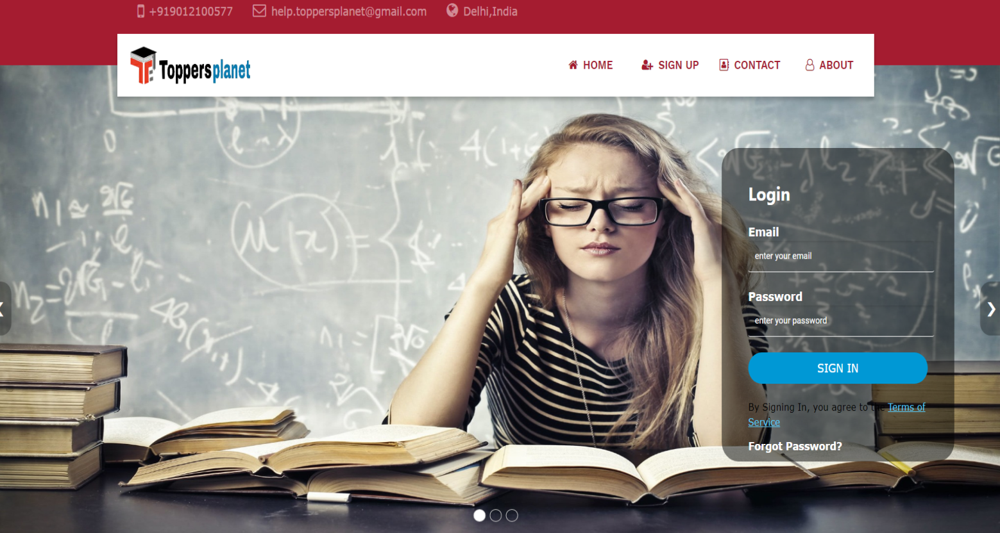 +919012100577 help.toppersplanet@gmail.com Delhi,India
Toppersplanet
HOME SIGN UP CONTACT ABOUT
Login
Email
enter your email
Password
enter your password
SIGN IN
By Signing In, you agree to the Terms of
Service
Forgot Password?